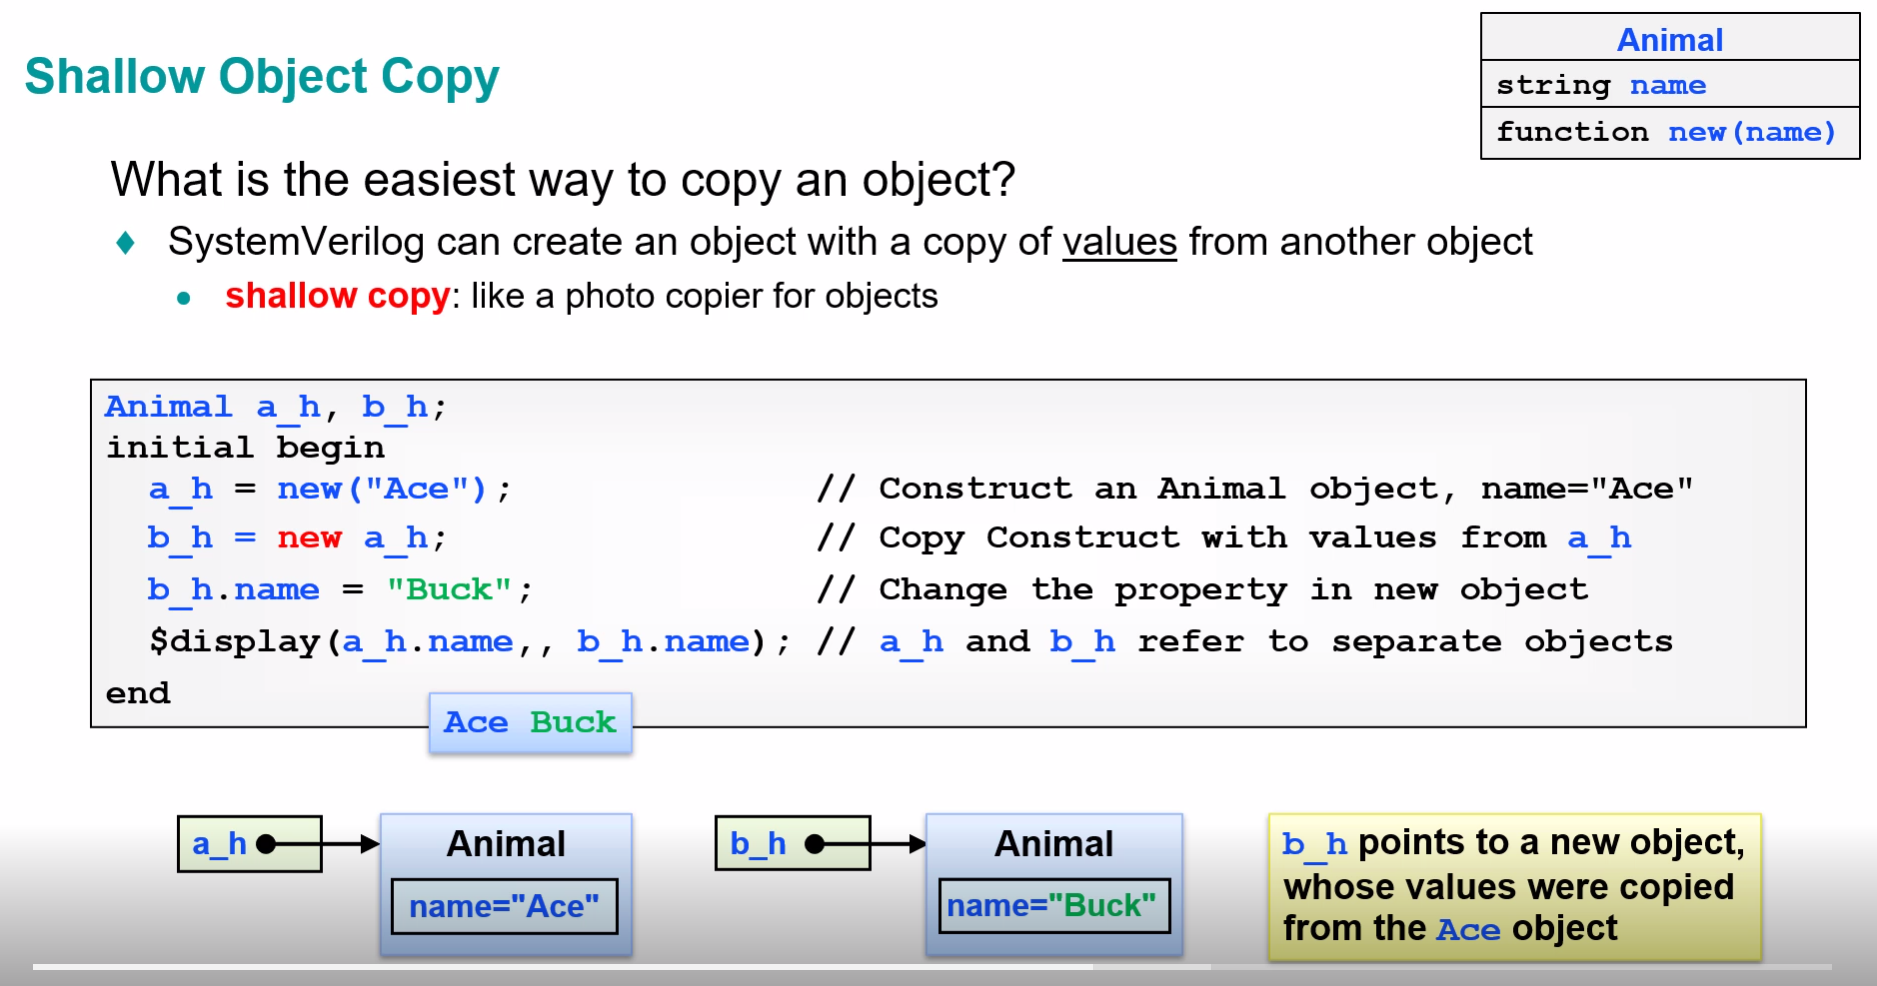 Shallow Object Copy
Animal
string name
function new(name)
What is the easiest way to copy an object?
SystemVerilog can create an object with a copy of values from another object
shallow copy: like a photo copier for objects
Animal a_h, b_h;
initial begin
a_h = new("Ace"); // Construct an Animal object, name="Ace"
b_h = new a_h; // Copy Construct with values from a_h
b_h.name = "Buck"; // Change the property in new object
$display(a_h.name,, b_h.name); // a_h and b_h refer to separate objects
end
Ace Buck
a_h
Animal
name="Ace"
b_h
Animal
name="Buck"
b_h points to a new object,
whose values were copied
from the Ace object